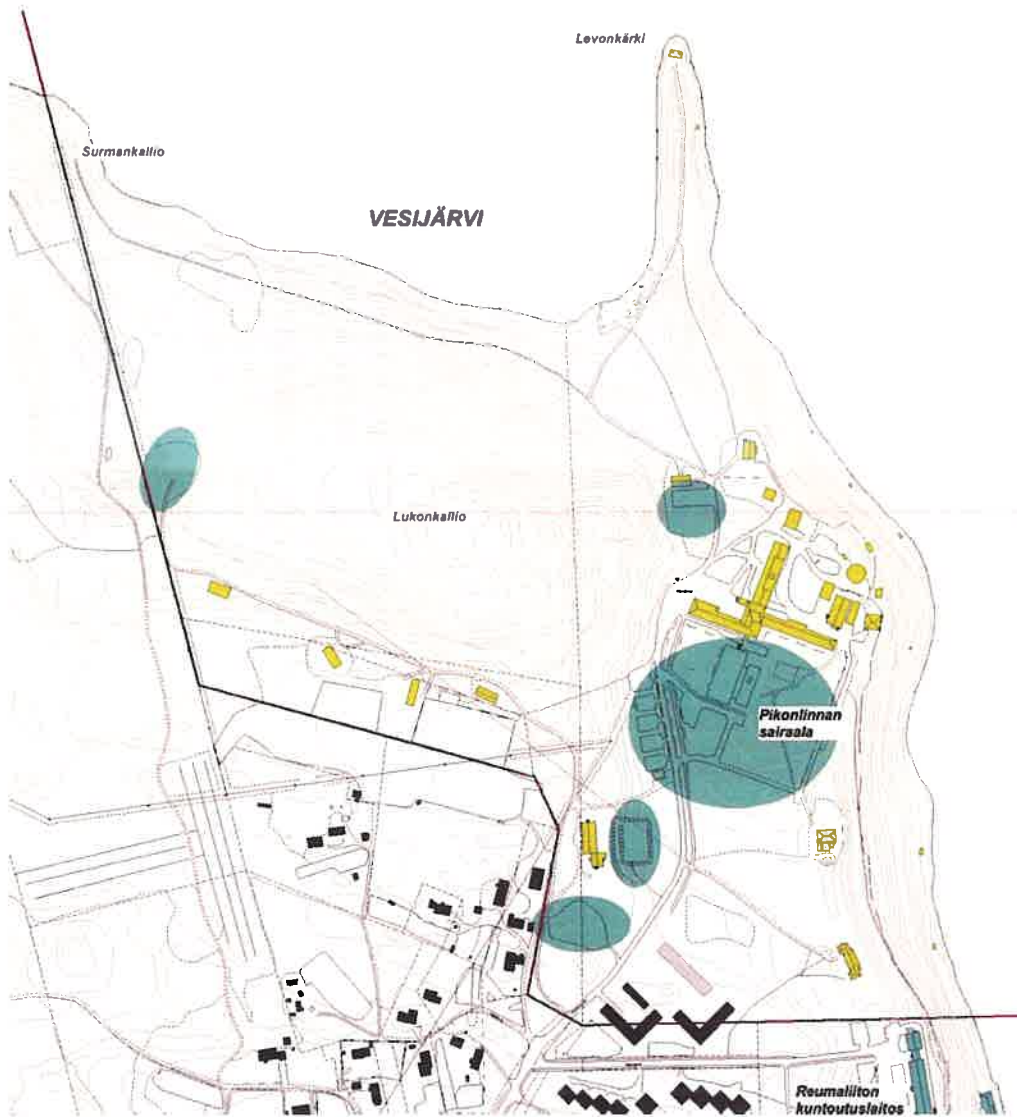 Levonkärki
Surmankallio
VESIJÄRVI
Lukonkallio
Pikonlinnan
sairaala
Reumaliiton
kuntoutuslaitos